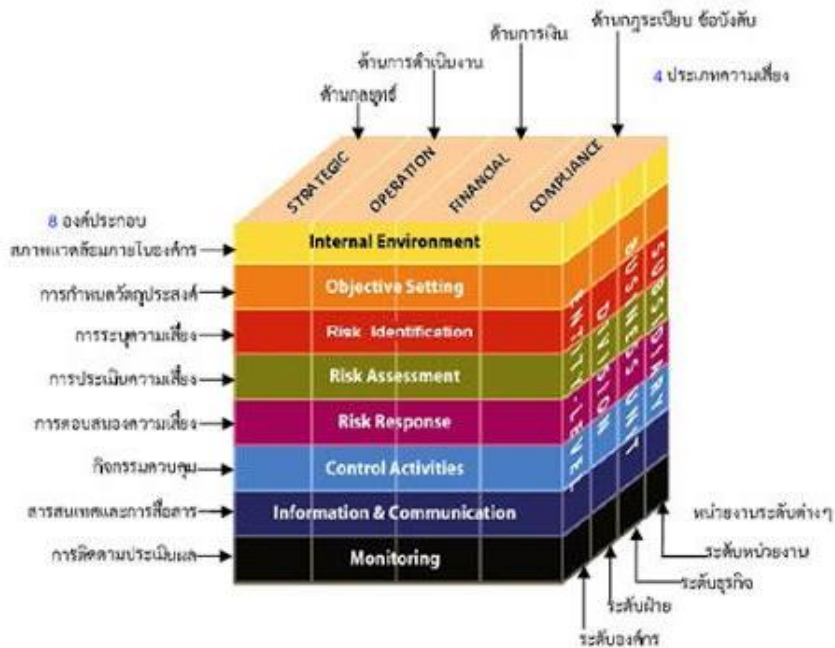 ด้านกฎระเบียบ ข้อบังคับ
ด้านการเงิน
ด้านการดำเนินงาน
ด้านกลยุทธ์
4 ประเภทความเสี่ยง
STRATEGIC
OPERATION
FINANCIAL
COMPLIANCE
8 องค์ประกอบ
สภาพแวดล้อมภายในองค์กร
Internal Environment
การกำหนดวัตถุประสงค์
Objective Setting
การระบุความเสี่ยง
Risk Identification
การประเมินความเสี่ยง
Risk Assessment
การตอบสนองความเสี่ยง
Risk Response
กิจกรรมควบคุม
Control Activities
สารสนเทศและการสื่อสาร
Information & Communication
การติดตามประเมินผล
Monitoring
ENTITY-LEVEL
DIVISION
BUSINESS UNIT
SUBSIDIARY
หน่วยงานระดับต่างๆ
ระดับหน่วยงาน
ระดับธุรกิจ
ระดับฝ่าย
ระดับองค์กร